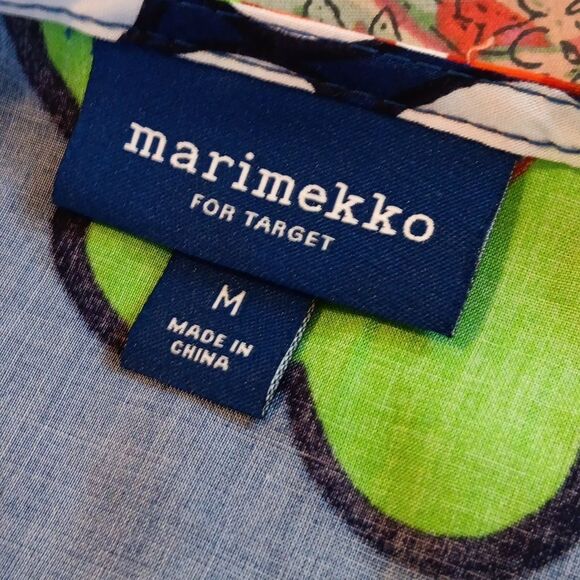 marimekko
FOR TARGET
M
MADE IN
CHINA